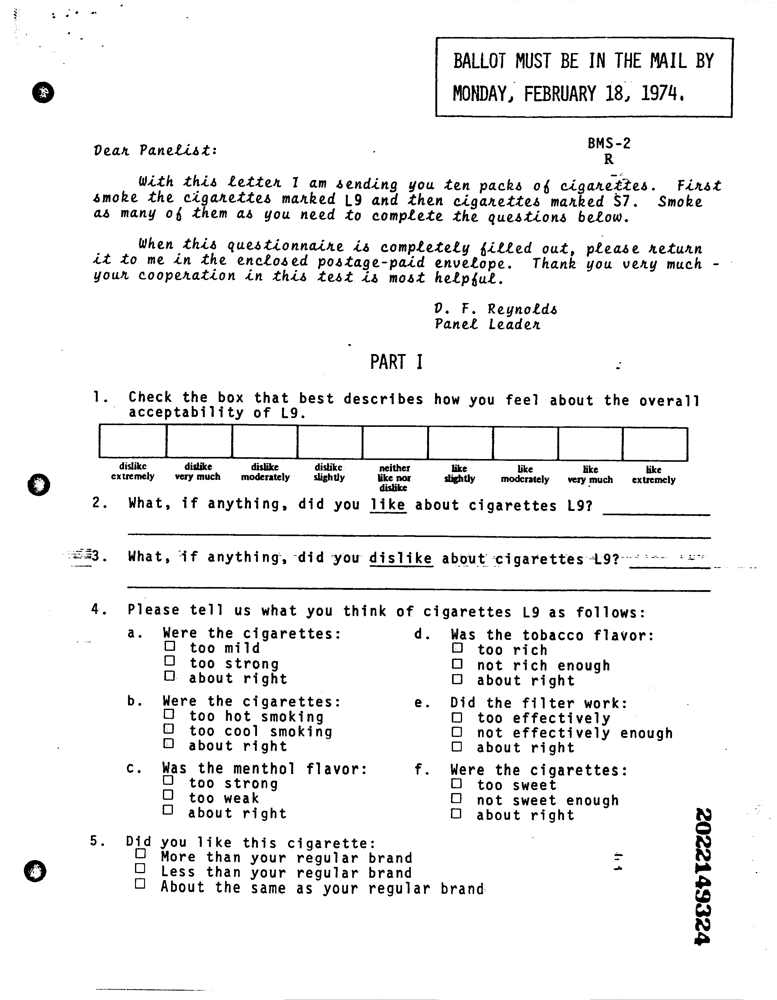 BALLOT MUST BE IN THE MAIL BY
MONDAY, FEBRUARY 18, 1974.
BMS-2
R
Dear Panelist:
With this letter I am sending you ten packs of cigarettes. First
smoke the cigarettes marked L9 and then cigarettes marked S7. Smoke
as many of them as you need to complete the questions below.
When this questionnaire is completely filled out, please return
it to me in the enclosed postage-paid envelope. Thank you very much -
your cooperation in this test is most helpful.
D. F. Reynolds
Panel Leader
PART I
1. Check the box that best describes how you feel about the overall
acceptability of L9.
dislike extremely
dislike very much
dislike moderately
dislike slightly
neither like nor dislike
like slightly
like moderately
like very much
like extremely
2. What, if anything, did you like about cigarettes L9?
3. What, if anything, did you dislike about cigarettes L9?
4. Please tell us what you think of cigarettes L9 as follows:
a. Were the cigarettes:
☐ too mild
☐ too strong
☐ about right
b. Were the cigarettes:
☐ too hot smoking
☐ too cool smoking
☐ about right
c. Was the menthol flavor:
☐ too strong
☐ too weak
☐ about right
d. Was the tobacco flavor:
☐ too rich
☐ not rich enough
☐ about right
e. Did the filter work:
☐ too effectively
☐ not effectively enough
☐ about right
f. Were the cigarettes:
☐ too sweet
☐ not sweet enough
☐ about right
5. Did you like this cigarette:
☐ More than your regular brand
☐ Less than your regular brand
☐ About the same as your regular brand
2022149324